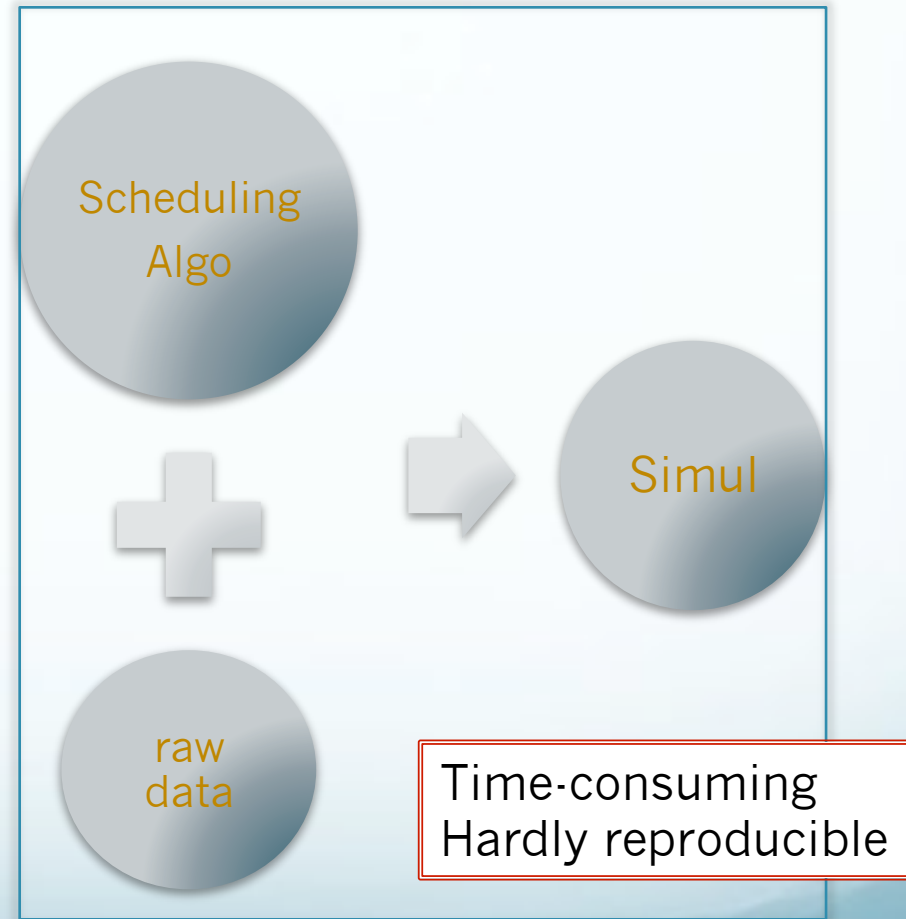 Scheduling
Algo
Simul
raw
data
Time-consuming
Hardly reproducible